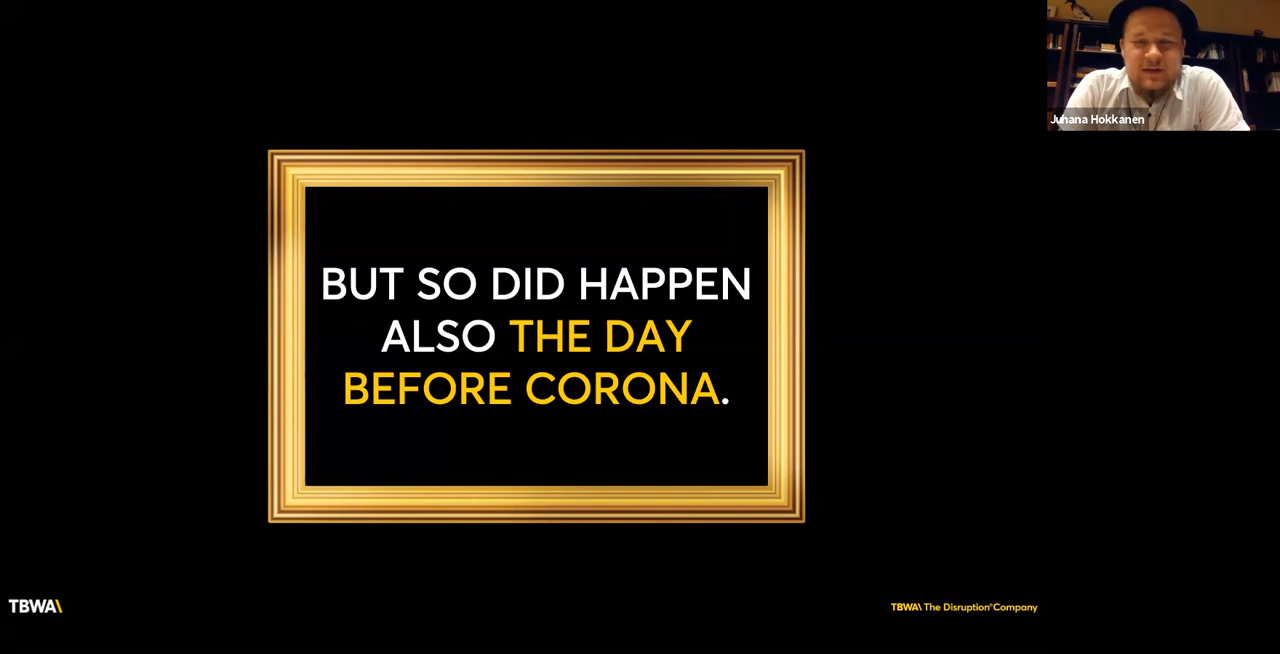 Juhana Hokkanen
BUT SO DID HAPPEN
ALSO THE DAY
BEFORE CORONA.
TBWA\
TBWA\ The Disruption® Company